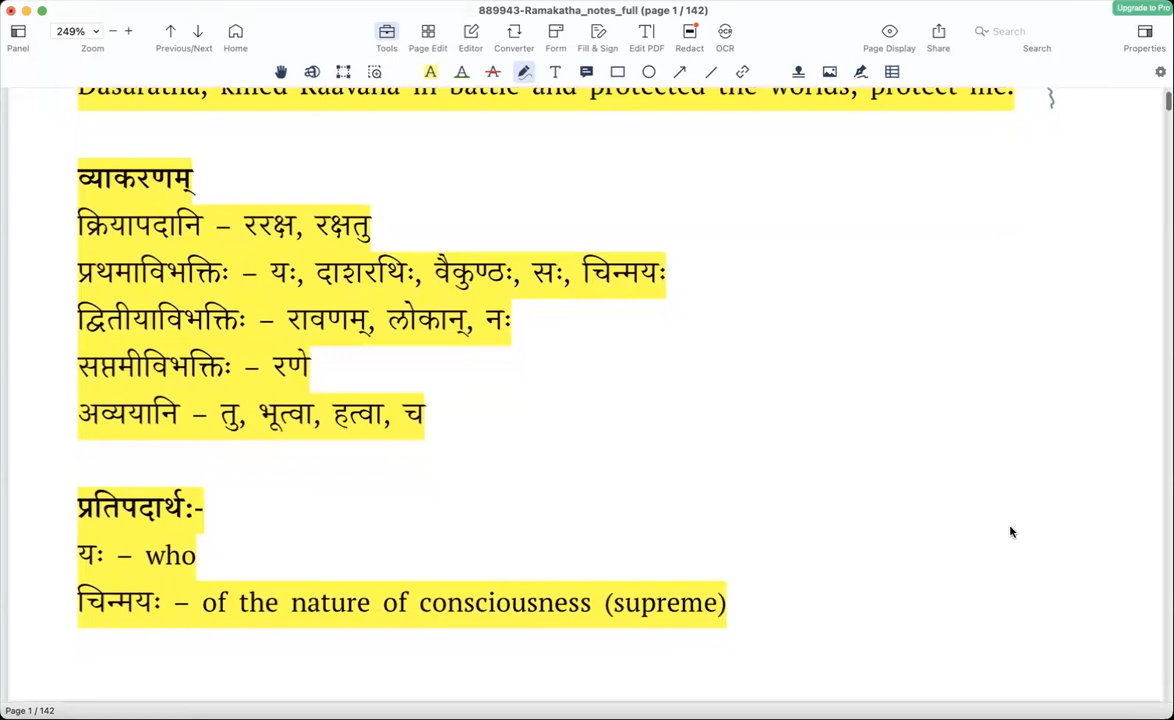 889943-Ramakatha_notes_full (page 1 / 142)
Upgrade to Pro
249%
Panel
Zoom
Previous/Next
Home
Tools
Page Edit
Editor
Converter
Form
Fill & Sign
Edit PDF
Redact
OCR
OCR
Page Display
Share
Search
Search
Properties
Dasaratha, killed Raavana in battle and protected the worlds, protect me.
व्याकरणम्
क्रियापदानि – ररक्ष, रक्षतु
प्रथमाविभक्तिः – यः, दाशरथिः, वैकुण्ठः, सः, चिन्मयः
द्वितीयाविभक्तिः – रावणम्, लोकान्, नः
सप्तमीविभक्तिः – रणे
अव्ययानि – तु, भूत्वा, हत्वा, च
प्रतिपदार्थ:-
यः – who
चिन्मयः – of the nature of consciousness (supreme)
Page 1 / 142